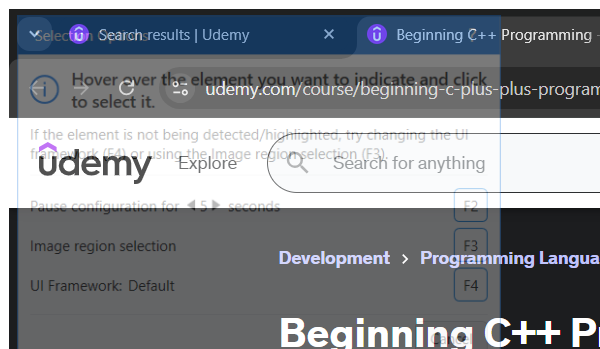 Search results | Udemy
Beginning C++ Programming -
Selection Options
Hover over the element you want to indicate and click
to select it.
udemy.com/course/beginning-c-plus-plus-program
If the element is not being detected/highlighted, try changing the UI
framework (F4) or using the Image region selection (F3).
udemy
Explore
Search for anything
Pause configuration for 5 seconds
F2
Image region selection
F3
Development > Programming Langua
UI Framework: Default
F4
Beginning C++ P
Cancel